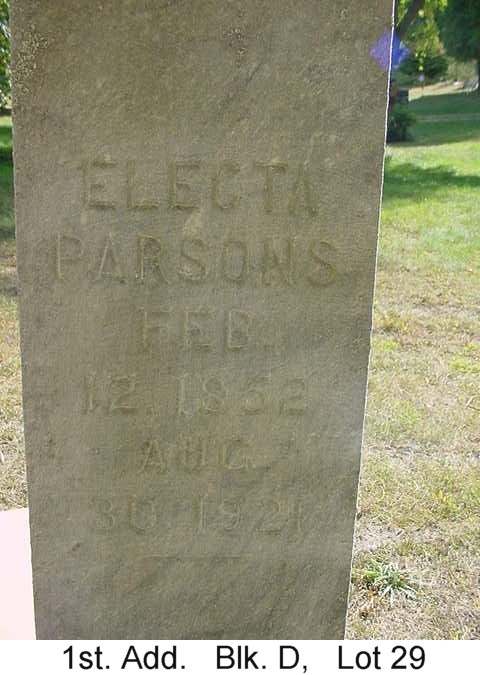 ELECTA
PARSONS
FEB.
12, 1852
AUG.
30 1921
1st. Add. Blk. D, Lot 29